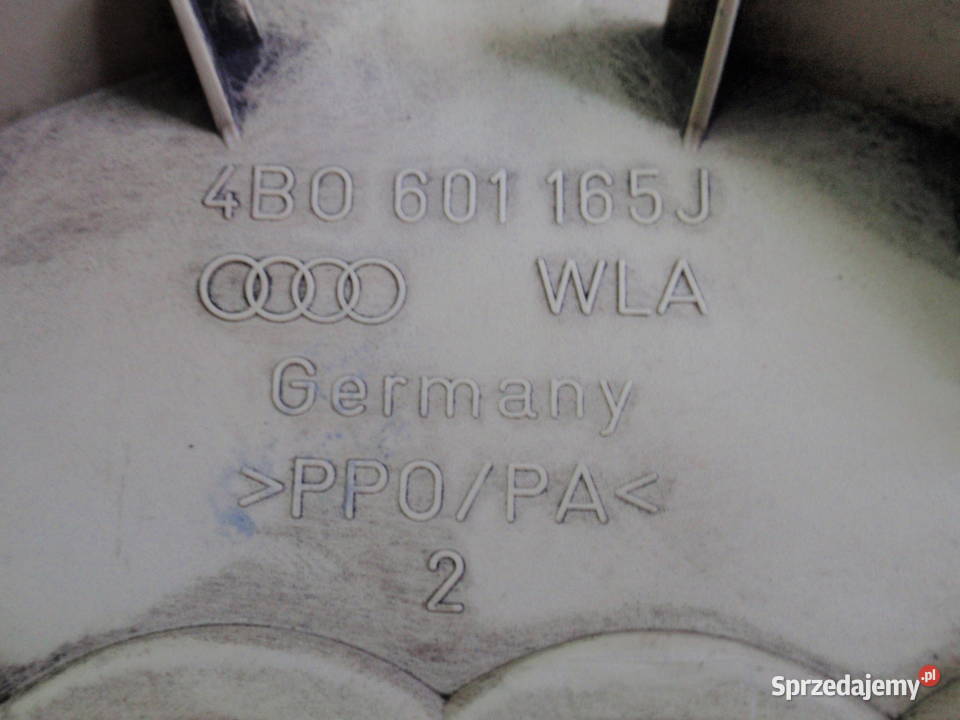 4B0 601 165J
WLA
Germany
>PPO/PA<
2
Sprzedajemy.pl